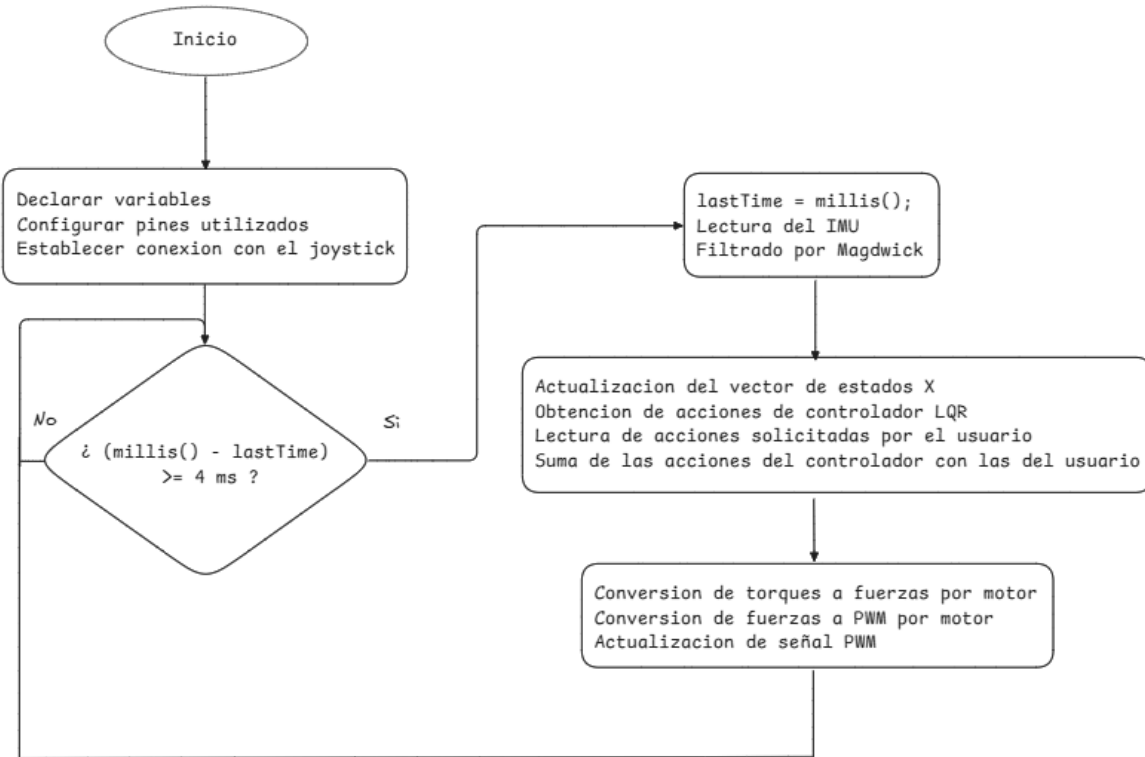 Inicio
Declarar variables
Configurar pines utilizados
Establecer conexion con el joystick
No
¿ (millis() - lastTime)
>= 4 ms ?
Si
lastTime = millis();
Lectura del IMU
Filtrado por Magdwick
Actualizacion del vector de estados X
Obtencion de acciones de controlador LQR
Lectura de acciones solicitadas por el usuario
Suma de las acciones del controlador con las del usuario
Conversion de torques a fuerzas por motor
Conversion de fuerzas a PWM por motor
Actualizacion de señal PWM